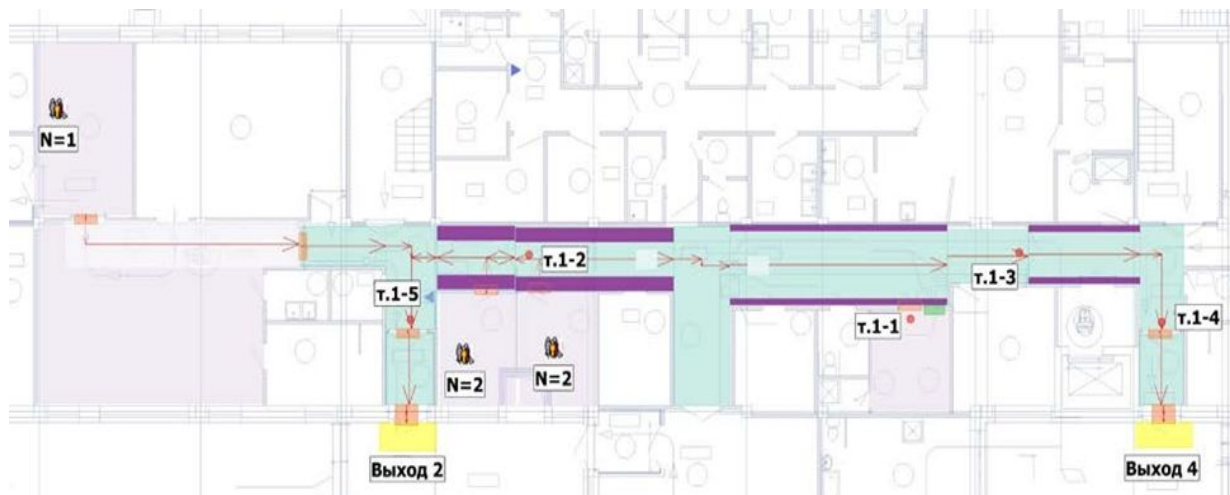 N=1
т.1-2
т.1-3
т.1-5
т.1-1
т.1-4
N=2
N=2
Выход 2
Выход 4